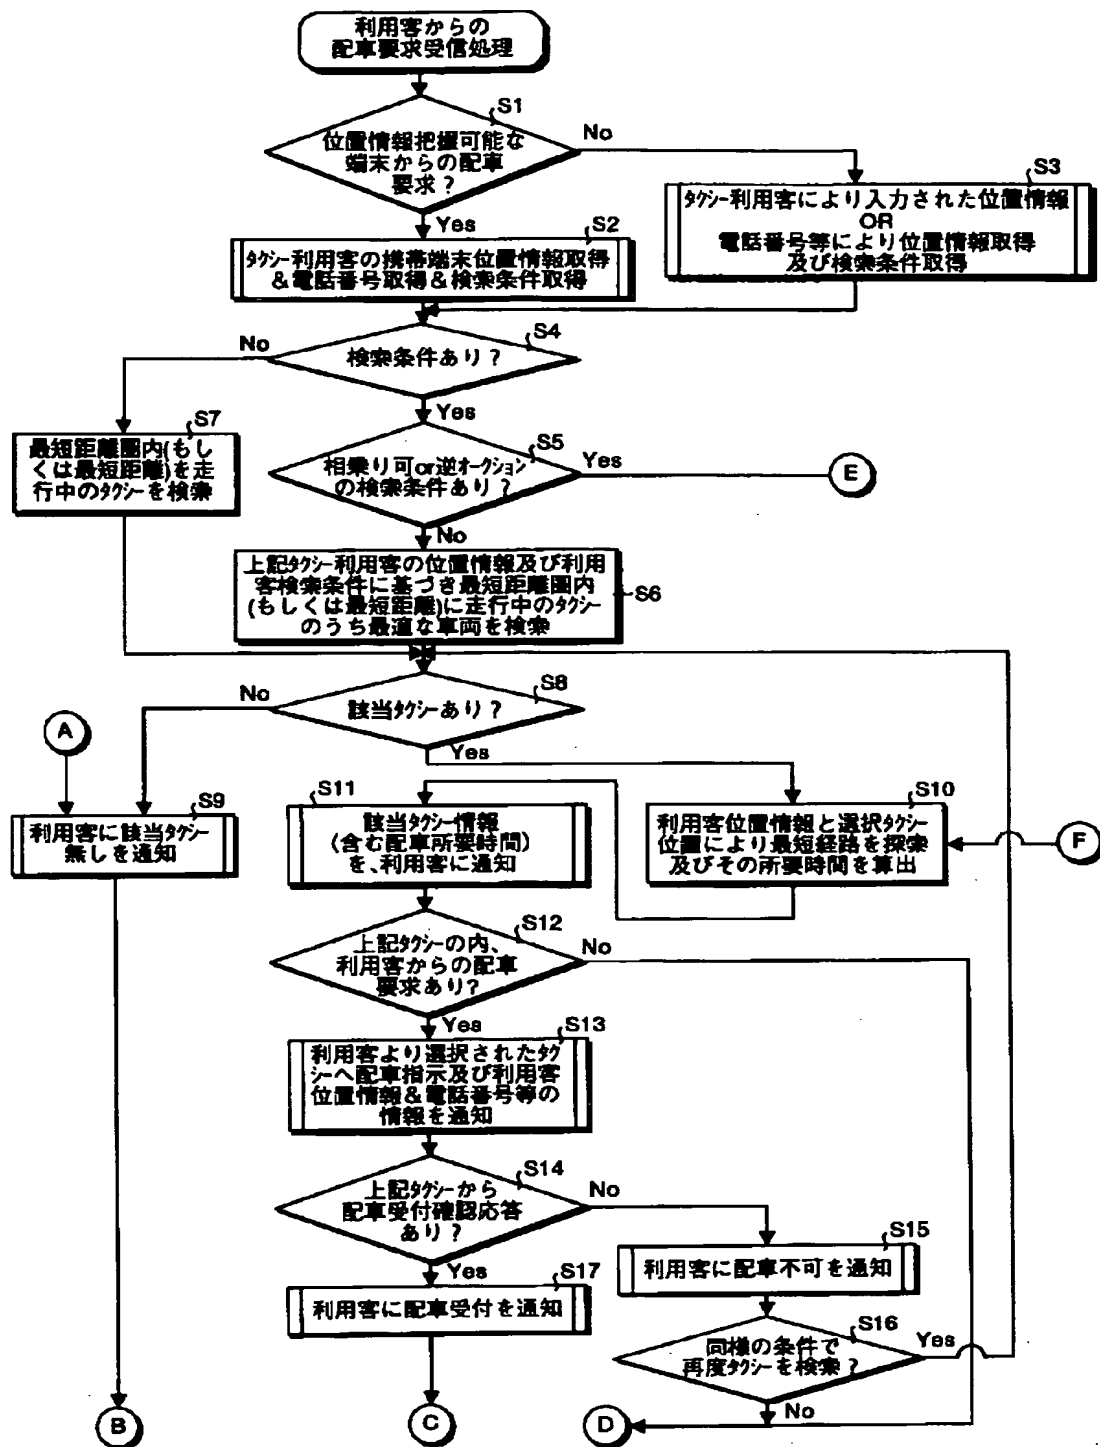 利用客からの
配車要求受信処理
S1
位置情報把握可能な
端末からの配車
要求?
No
Yes
S3
タクシー利用客により入力された位置情報
OR
電話番号等により位置情報取得
及び検索条件取得
S2
タクシー利用客の携帯端末位置情報取得
&電話番号取得&検索条件取得
S4
検索条件あり?
No
Yes
S7
最短距離圏内(もし
くは最短距離)を走
行中のタクシーを検索
S5
相乗り可or逆オークション
の検索条件あり?
Yes
E
No
上記タクシー利用客の位置情報及び利用
客検索条件に基づき最短距離圏内
(もしくは最短距離)に走行中のタクシー
のうち最適な車両を検索
S6
S8
該当タクシーあり?
No
Yes
A
S9
利用客に該当タクシー
無しを通知
S11
該当タクシー情報
(含む配車所要時間)
を、利用客に通知
S10
利用客位置情報と選択タクシー
位置により最短経路を探索
及びその所要時間を算出
F
S12
上記タクシーの内、
利用客からの配車
要求あり?
No
Yes
S13
利用客より選択されたタク
シーへ配車指示及び利用客
位置情報&電話番号等の
情報を通知
S14
上記タクシーから
配車受付確認応答
あり?
No
Yes
S15
利用客に配車不可を通知
S17
利用客に配車受付を通知
S16
同様の条件で
再度タクシーを検索?
Yes
No
B
C
D